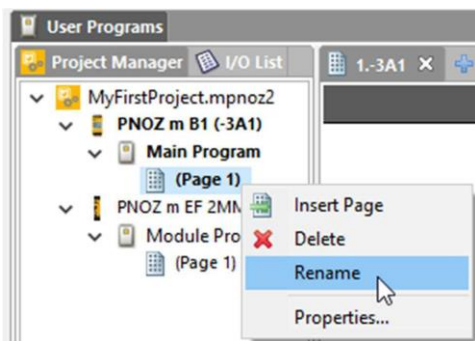 User Programs
Project Manager I/O List 1.-3A1
MyFirstProject.mpnoz2
PNOZ m B1 (-3A1)
Main Program
(Page 1)
PNOZ m EF 2MM Insert Page
Module Pro Delete
(Page 1) Rename
Properties...